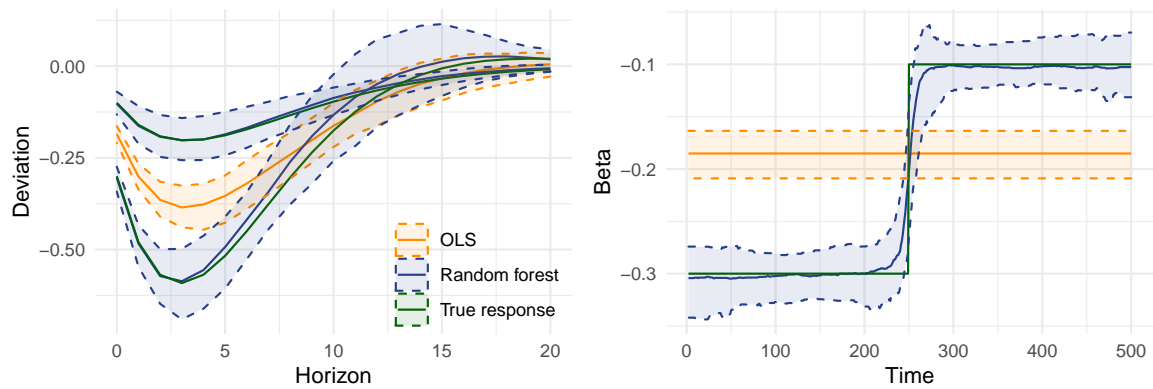 0.00
−0.25
−0.50
Deviation
0
5
10
15
20
Horizon
OLS
Random forest
True response
−0.1
−0.2
−0.3
Beta
0
100
200
300
400
500
Time